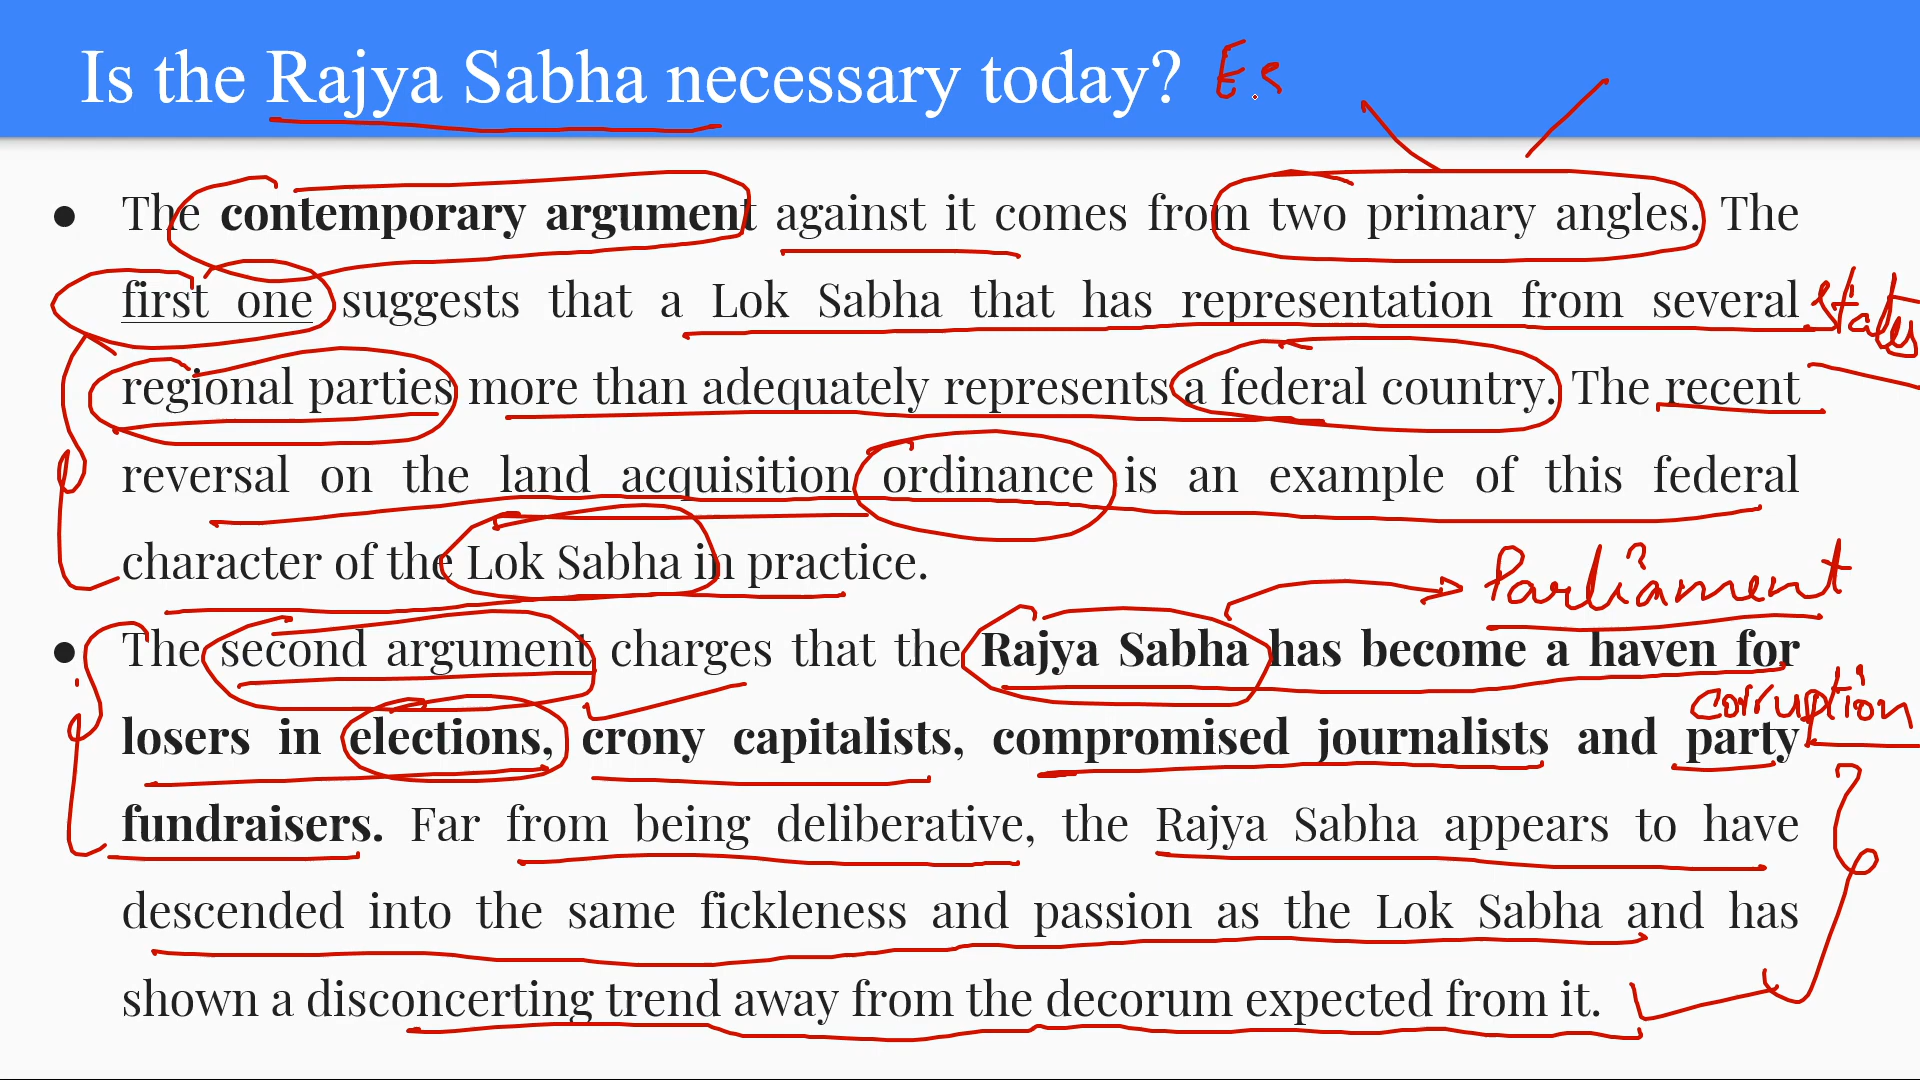 Is the Rajya Sabha necessary today? E.S
● The contemporary argument against it comes from two primary angles. The
first one suggests that a Lok Sabha that has representation from several states
regional parties more than adequately represents a federal country. The recent
reversal on the land acquisition ordinance is an example of this federal
character of the Lok Sabha in practice.
Parliament
● The second argument charges that the Rajya Sabha has become a haven for
corruption
losers in elections, crony capitalists, compromised journalists and party
fundraisers. Far from being deliberative, the Rajya Sabha appears to have
descended into the same fickleness and passion as the Lok Sabha and has
shown a disconcerting trend away from the decorum expected from it.